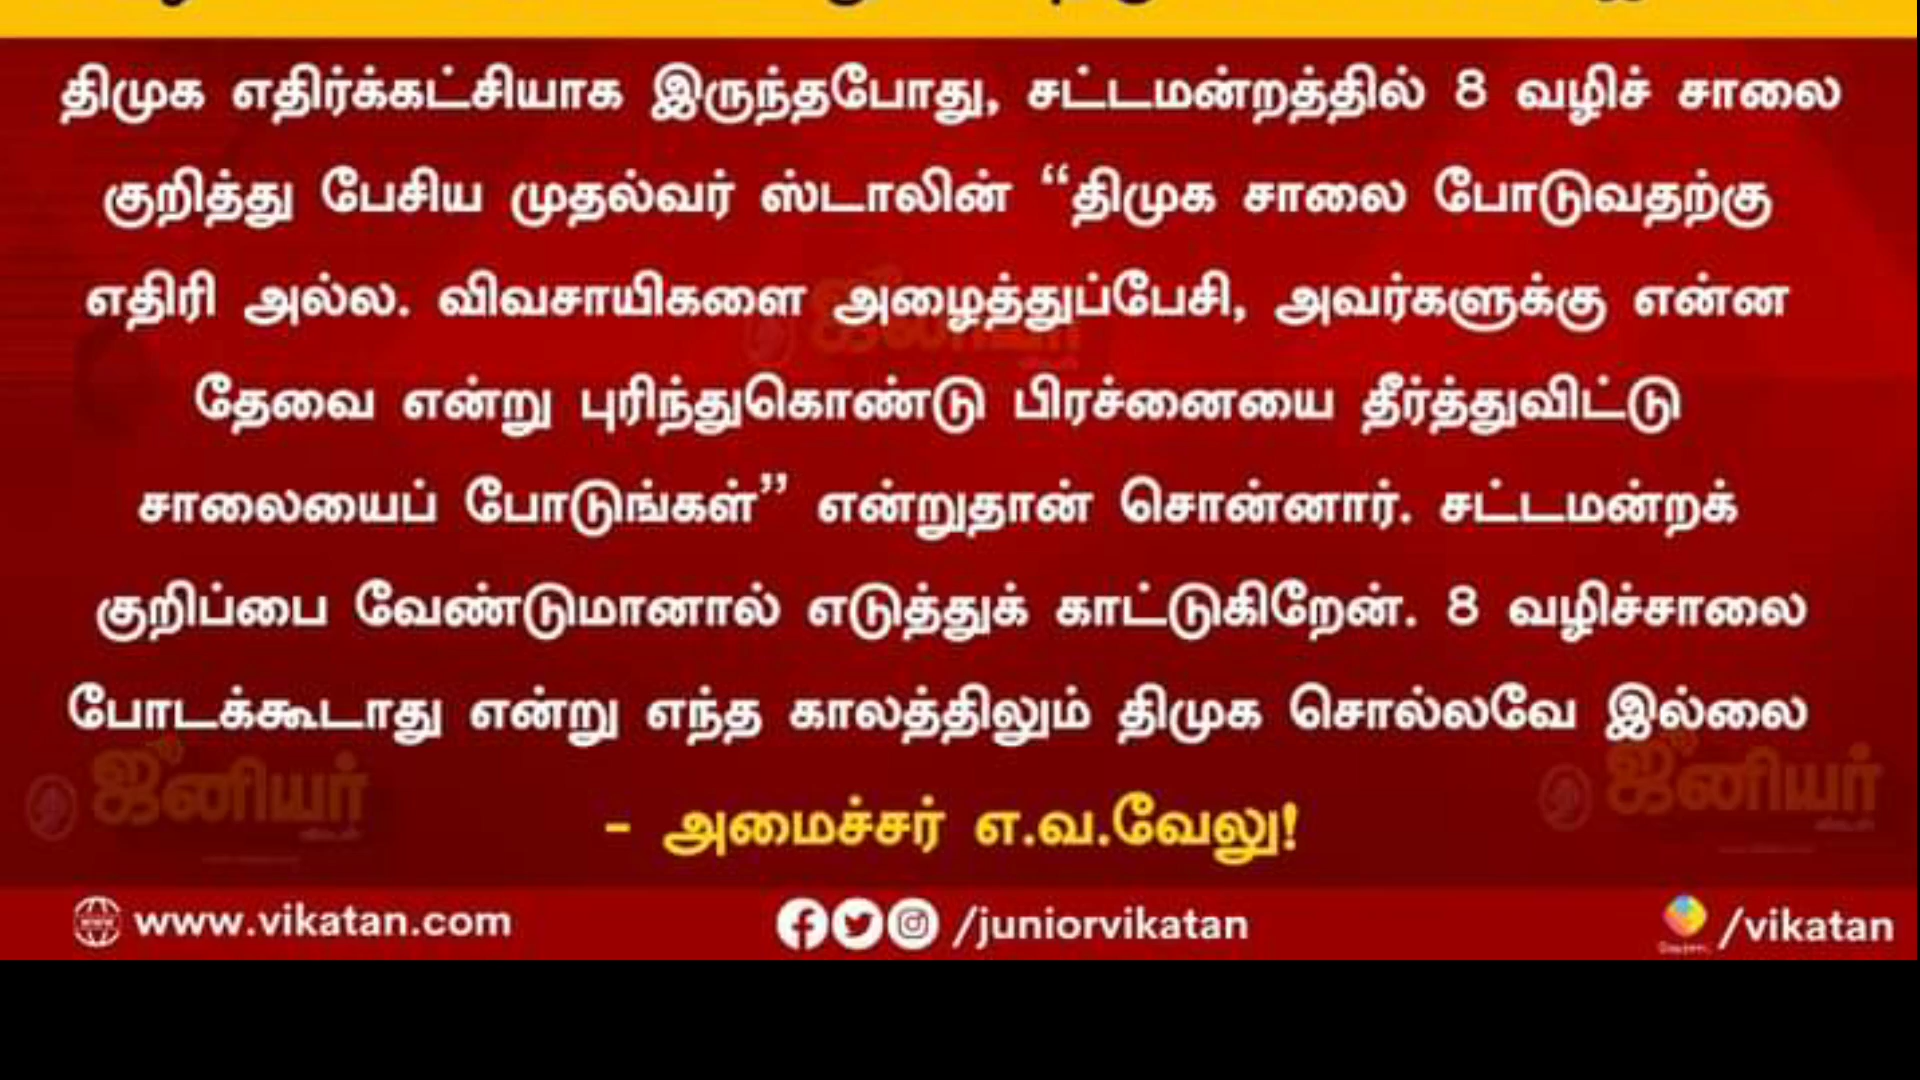 திமுக எதிர்க்கட்சியாக இருந்தபோது, சட்டமன்றத்தில் 8 வழிச் சாலை
குறித்து பேசிய முதல்வர் ஸ்டாலின் “திமுக சாலை போடுவதற்கு
எதிரி அல்ல. விவசாயிகளை அழைத்துப்பேசி, அவர்களுக்கு என்ன
தேவை என்று புரிந்துகொண்டு பிரச்னையை தீர்த்துவிட்டு
சாலையைப் போடுங்கள்” என்றுதான் சொன்னார். சட்டமன்றக்
குறிப்பை வேண்டுமானால் எடுத்துக் காட்டுகிறேன். 8 வழிச்சாலை
போடக்கூடாது என்று எந்த காலத்திலும் திமுக சொல்லவே இல்லை
ஜூனியர் ஜூனியர்
- அமைச்சர் எ.வ.வேலு!
www.vikatan.com /juniorvikatan /vikatan